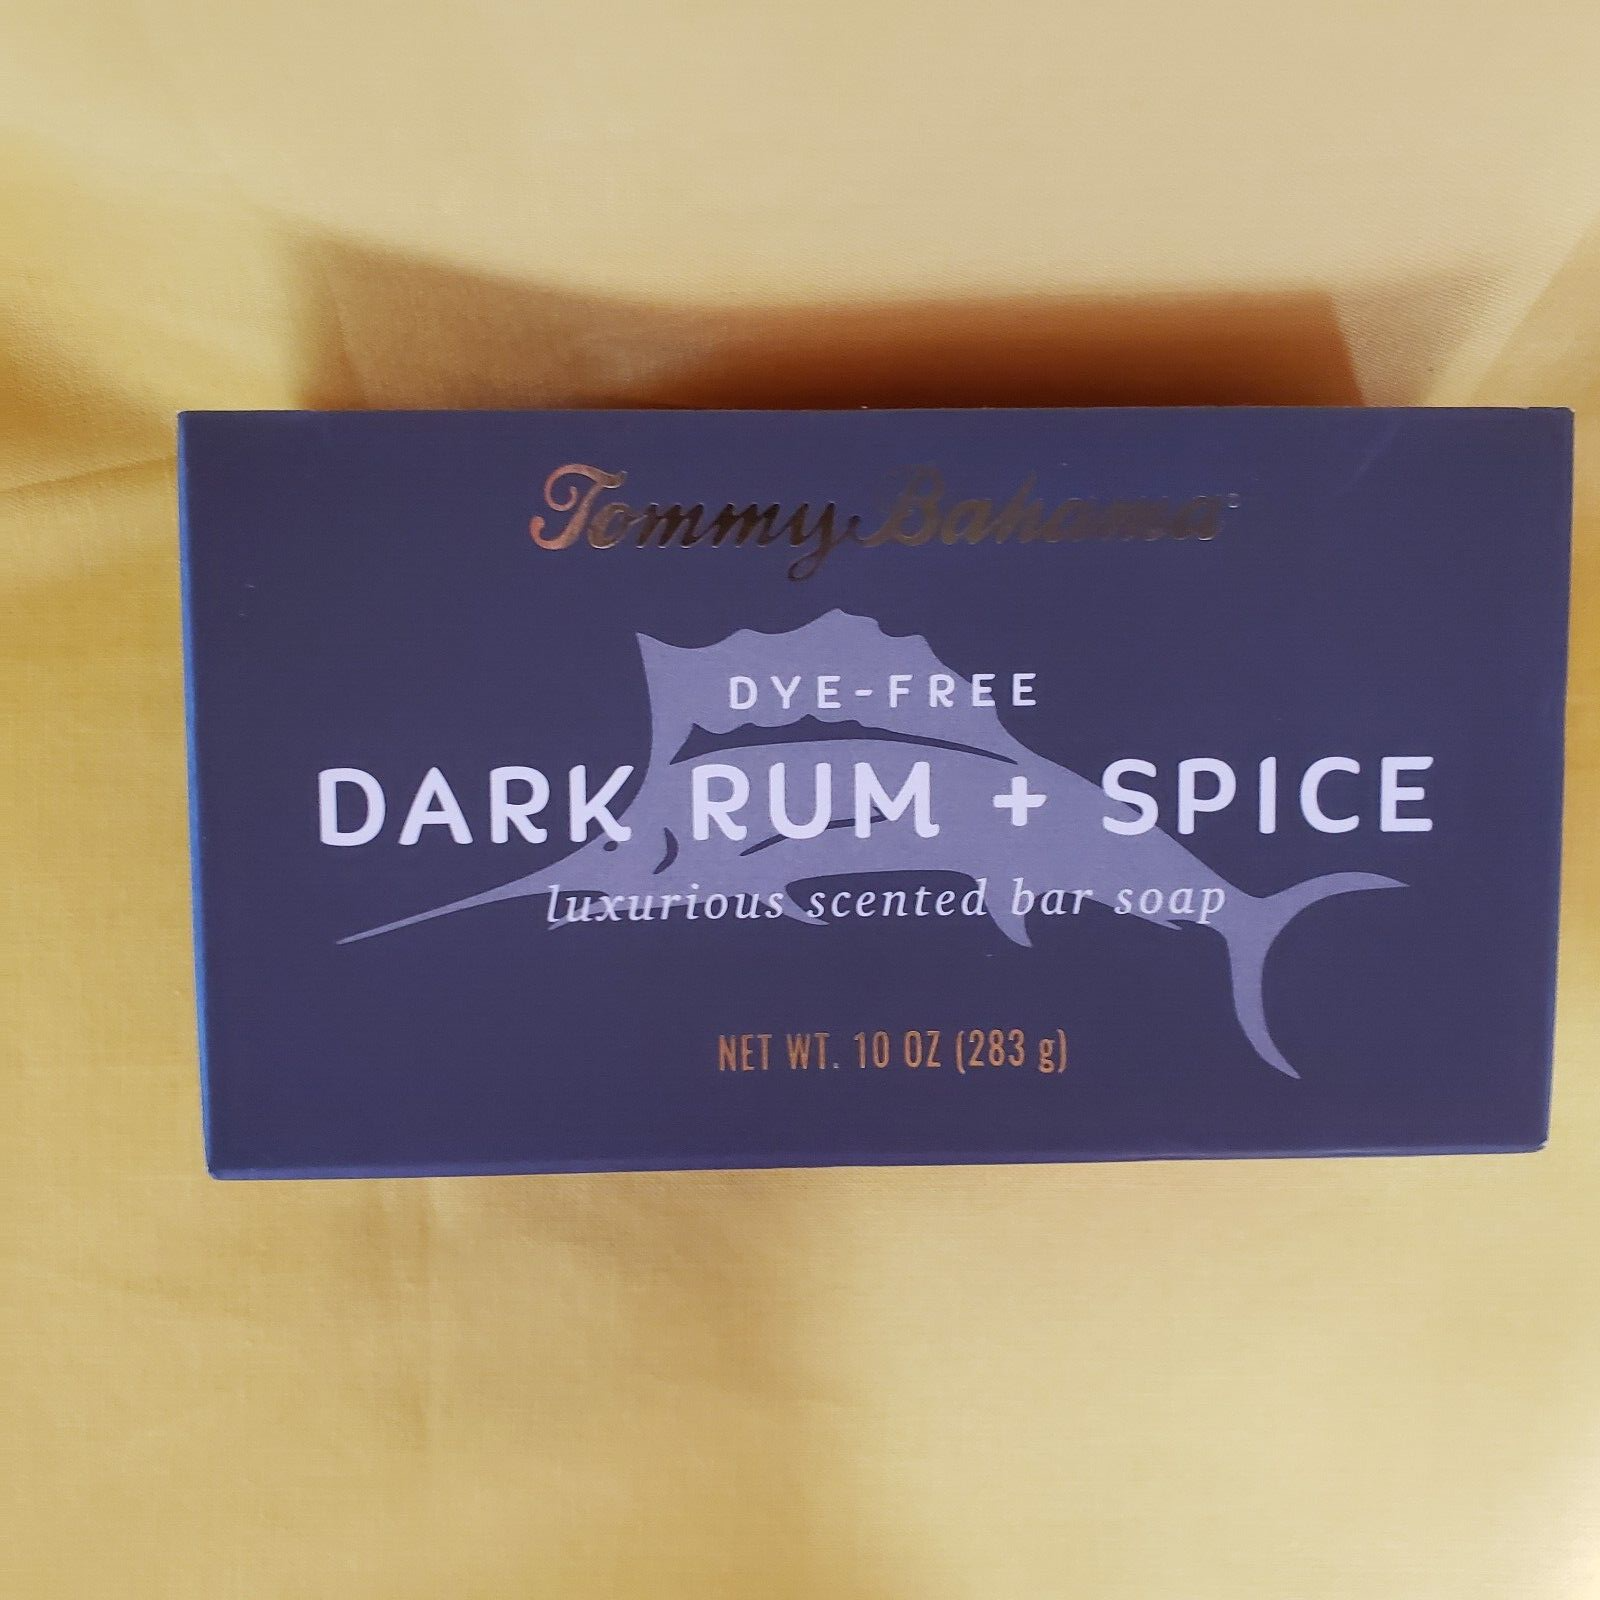 Tommy Bahama®
DYE-FREE
DARK RUM + SPICE
luxurious scented bar soap
NET WT. 10 OZ (283 g)